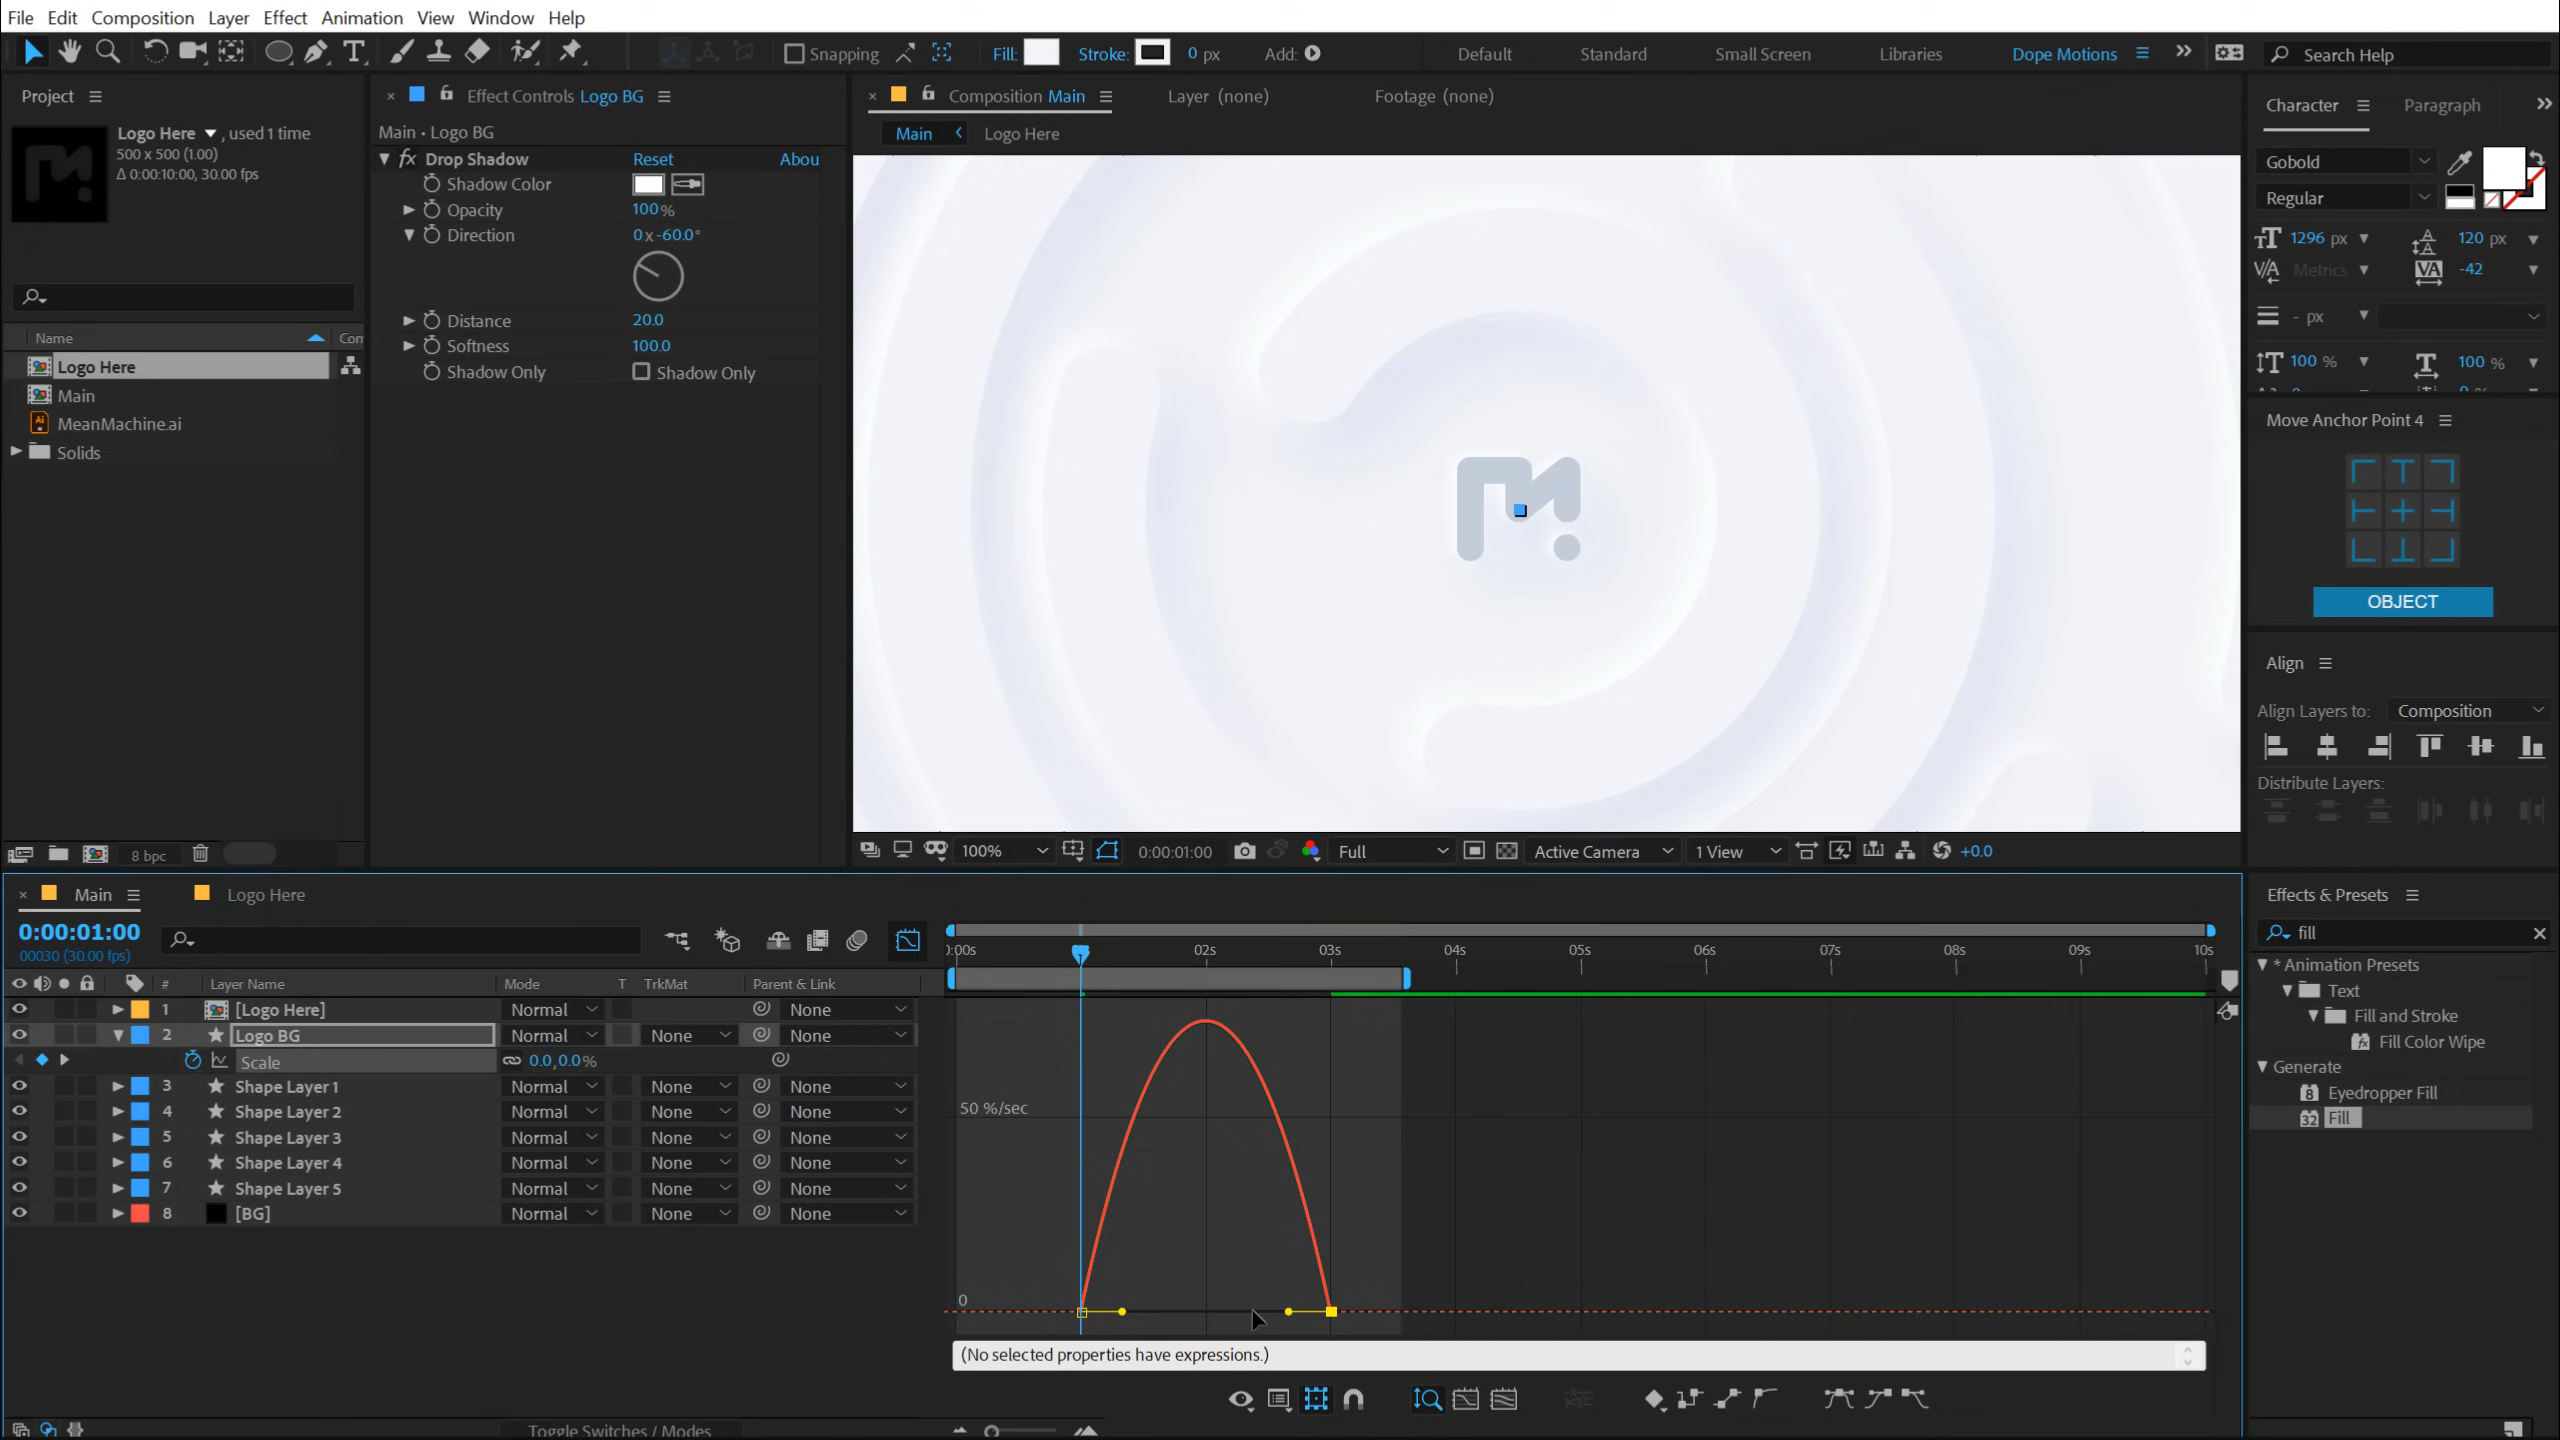 File Edit Composition Layer Effect Animation View Window Help
Snapping Fill: Stroke: 0 px Add: Default Standard Small Screen Libraries Dope Motions Search Help
Project
Logo Here , used 1 time
500 x 500 (1.00)
Δ 0:00:10:00, 30.00 fps
Name
Logo Here
Main
MeanMachine.ai
Solids
8 bpc
Effect Controls Logo BG
Main • Logo BG
fx Drop Shadow Reset Abou
Shadow Color
Opacity 100%
Direction 0 x -60.0°
Distance 20.0
Softness 100.0
Shadow Only Shadow Only
Composition Main Layer (none) Footage (none)
Main Logo Here
100% 0:00:01:00 Full Active Camera 1 View +0.0
Character Paragraph
Gobold
Regular
1296 px 120 px
Metrics -42
- px
100 % 100 %
Move Anchor Point 4
OBJECT
Align
Align Layers to: Composition
Distribute Layers:
Effects & Presets
fill
* Animation Presets
Text
Fill and Stroke
Fill Color Wipe
Generate
Eyedropper Fill
Fill
Main Logo Here
0:00:01:00
00030 (30.00 fps)
# Layer Name Mode T TrkMat Parent & Link
1 [Logo Here] Normal None
2 Logo BG Normal None None
Scale 0.0,0.0%
3 Shape Layer 1 Normal None None
4 Shape Layer 2 Normal None None
5 Shape Layer 3 Normal None None
6 Shape Layer 4 Normal None None
7 Shape Layer 5 Normal None None
8 [BG] Normal None None
Toggle Switches / Modes
0:00s 02s 03s 04s 05s 06s 07s 08s 09s 10s
50 %/sec
0
(No selected properties have expressions.)